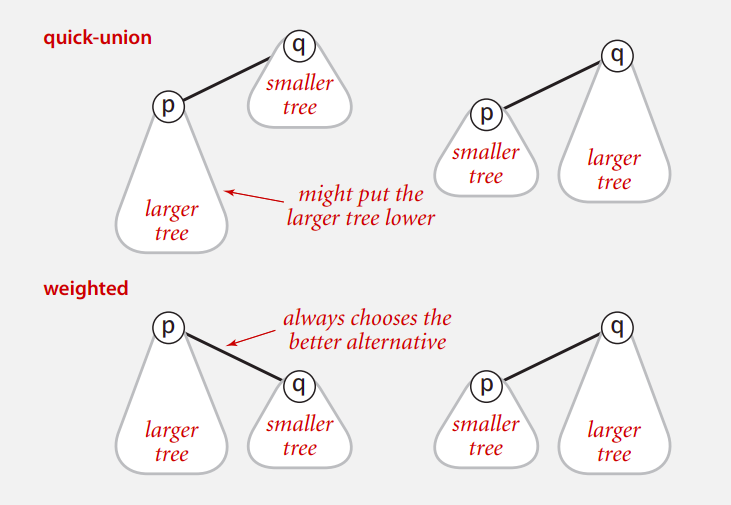 quick-union
q
smaller
tree
p
larger
tree
might put the
larger tree lower
q
p
smaller
tree
larger
tree
weighted
p
always chooses the
better alternative
q
larger
tree
smaller
tree
q
p
smaller
tree
larger
tree